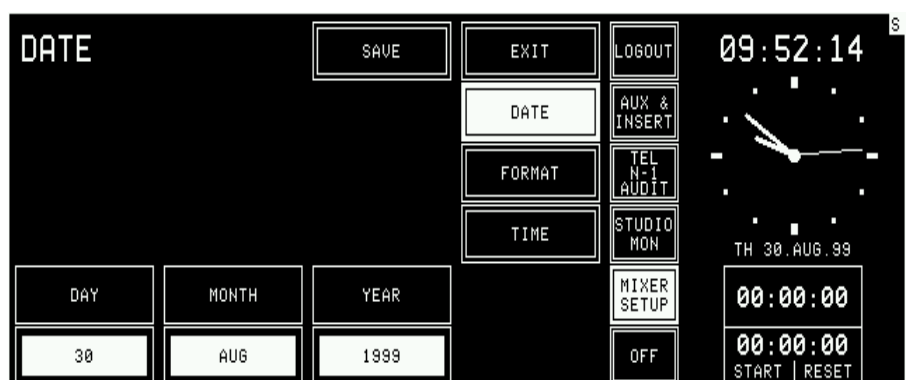 S
DATE
SAVE
EXIT
LOGOUT
09:52:14
DATE
AUX &
INSERT
FORMAT
TEL
N-1
AUDIT
TIME
STUDIO
MON
TH 30.AUG.99
DAY
MONTH
YEAR
MIXER
SETUP
00:00:00
30
AUG
1999
OFF
00:00:00
START | RESET